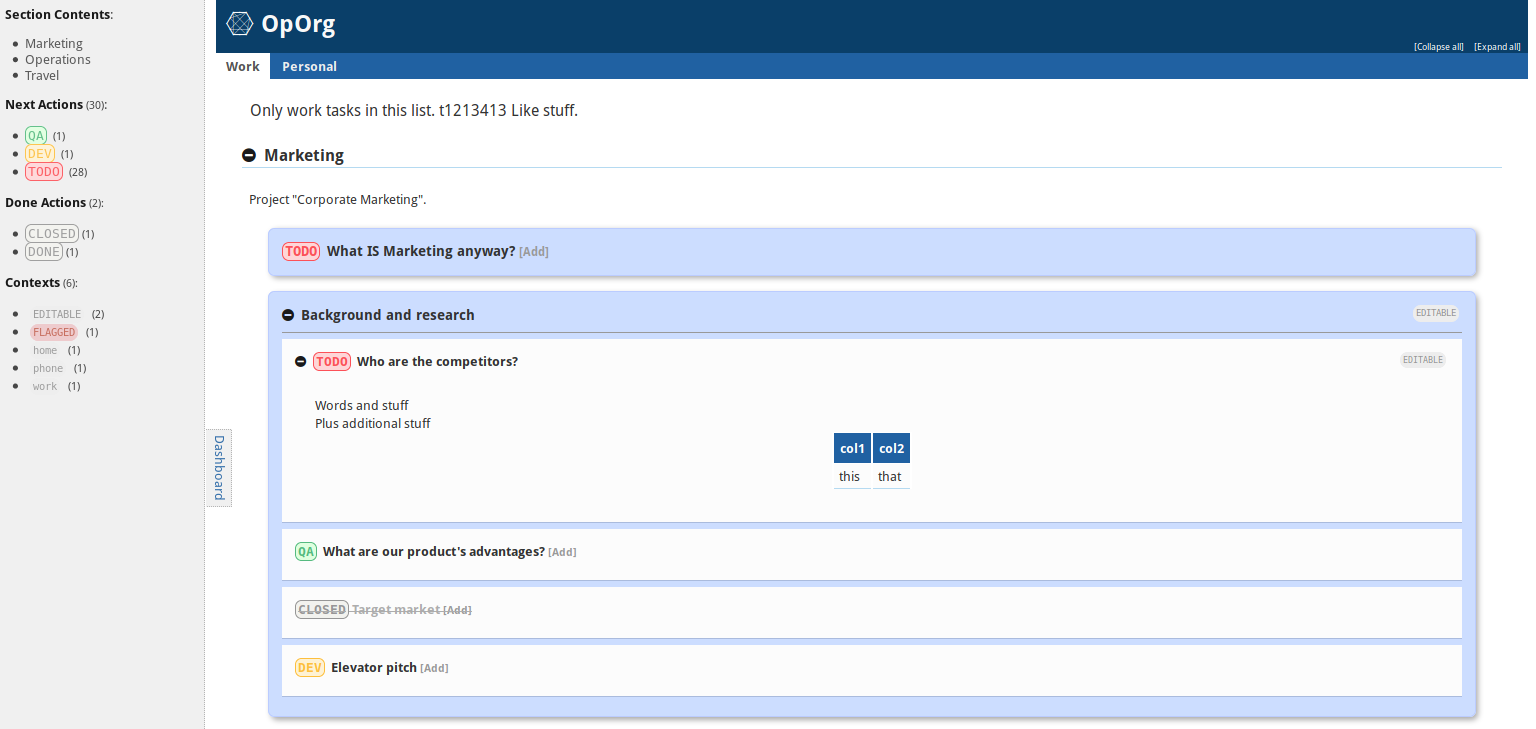 Section Contents:
Marketing
Operations
Travel
Next Actions (30):
QA (1)
DEV (1)
TODO (28)
Done Actions (2):
CLOSED (1)
DONE (1)
Contexts (6):
EDITABLE (2)
FLAGGED (1)
home (1)
phone (1)
work (1)
Dashboard
OpOrg
[Collapse all] [Expand all]
Work Personal
Only work tasks in this list. t1213413 Like stuff.
Marketing
Project "Corporate Marketing".
TODO What IS Marketing anyway? [Add]
Background and research EDITABLE
TODO Who are the competitors? EDITABLE
Words and stuff
Plus additional stuff
col1 col2
this that
QA What are our product's advantages? [Add]
CLOSED Target market [Add]
DEV Elevator pitch [Add]